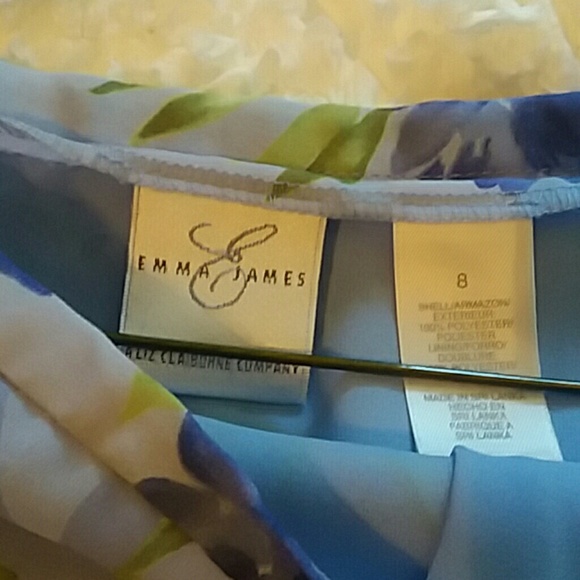 EMMA JAMES
A LIZ CLAIBORNE COMPANY
8
SHELL/ARMAZON/
EXTERIEUR
100% POLYESTER/
POLIESTER
LINING/FORRO/
DOUBLURE
POLYESTER/
MADE IN SRI LANKA
HECHO EN
SRI LANKA
FABRIQUE A
SRI LANKA